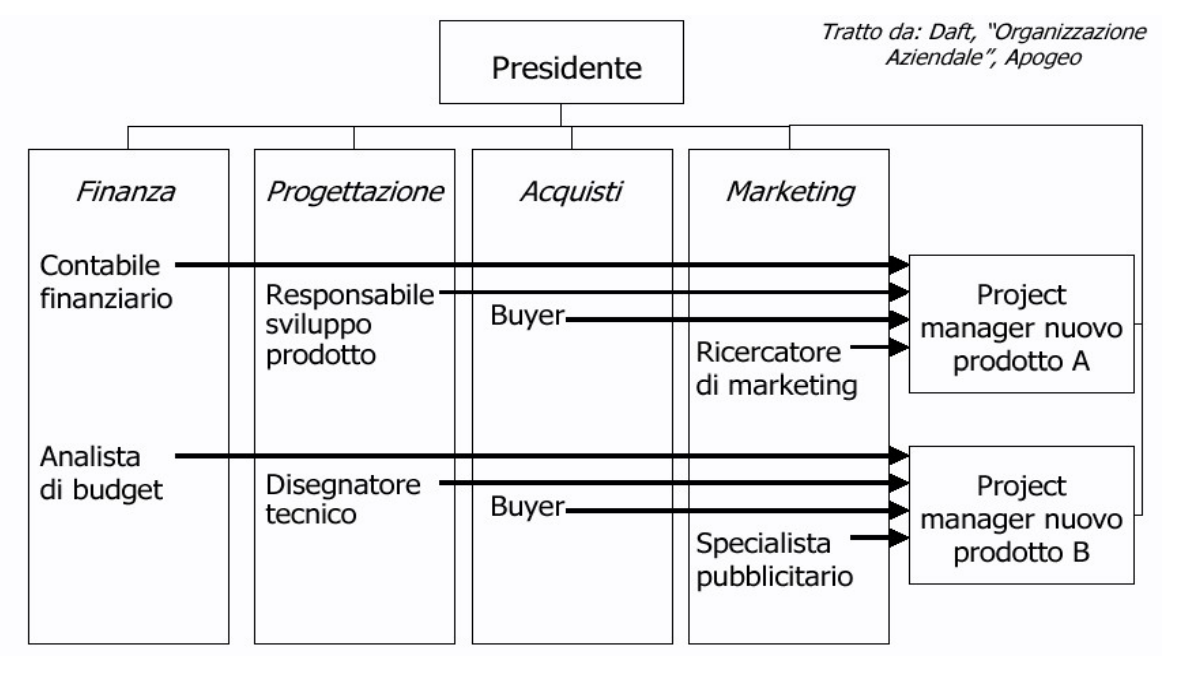 Tratto da: Daft, “Organizzazione
Aziendale”, Apogeo
Presidente
Finanza
Progettazione
Acquisti
Marketing
Contabile
finanziario
Responsabile
sviluppo
prodotto
Buyer
Ricercatore
di marketing
Project
manager nuovo
prodotto A
Analista
di budget
Disegnatore
tecnico
Buyer
Specialista
pubblicitario
Project
manager nuovo
prodotto B